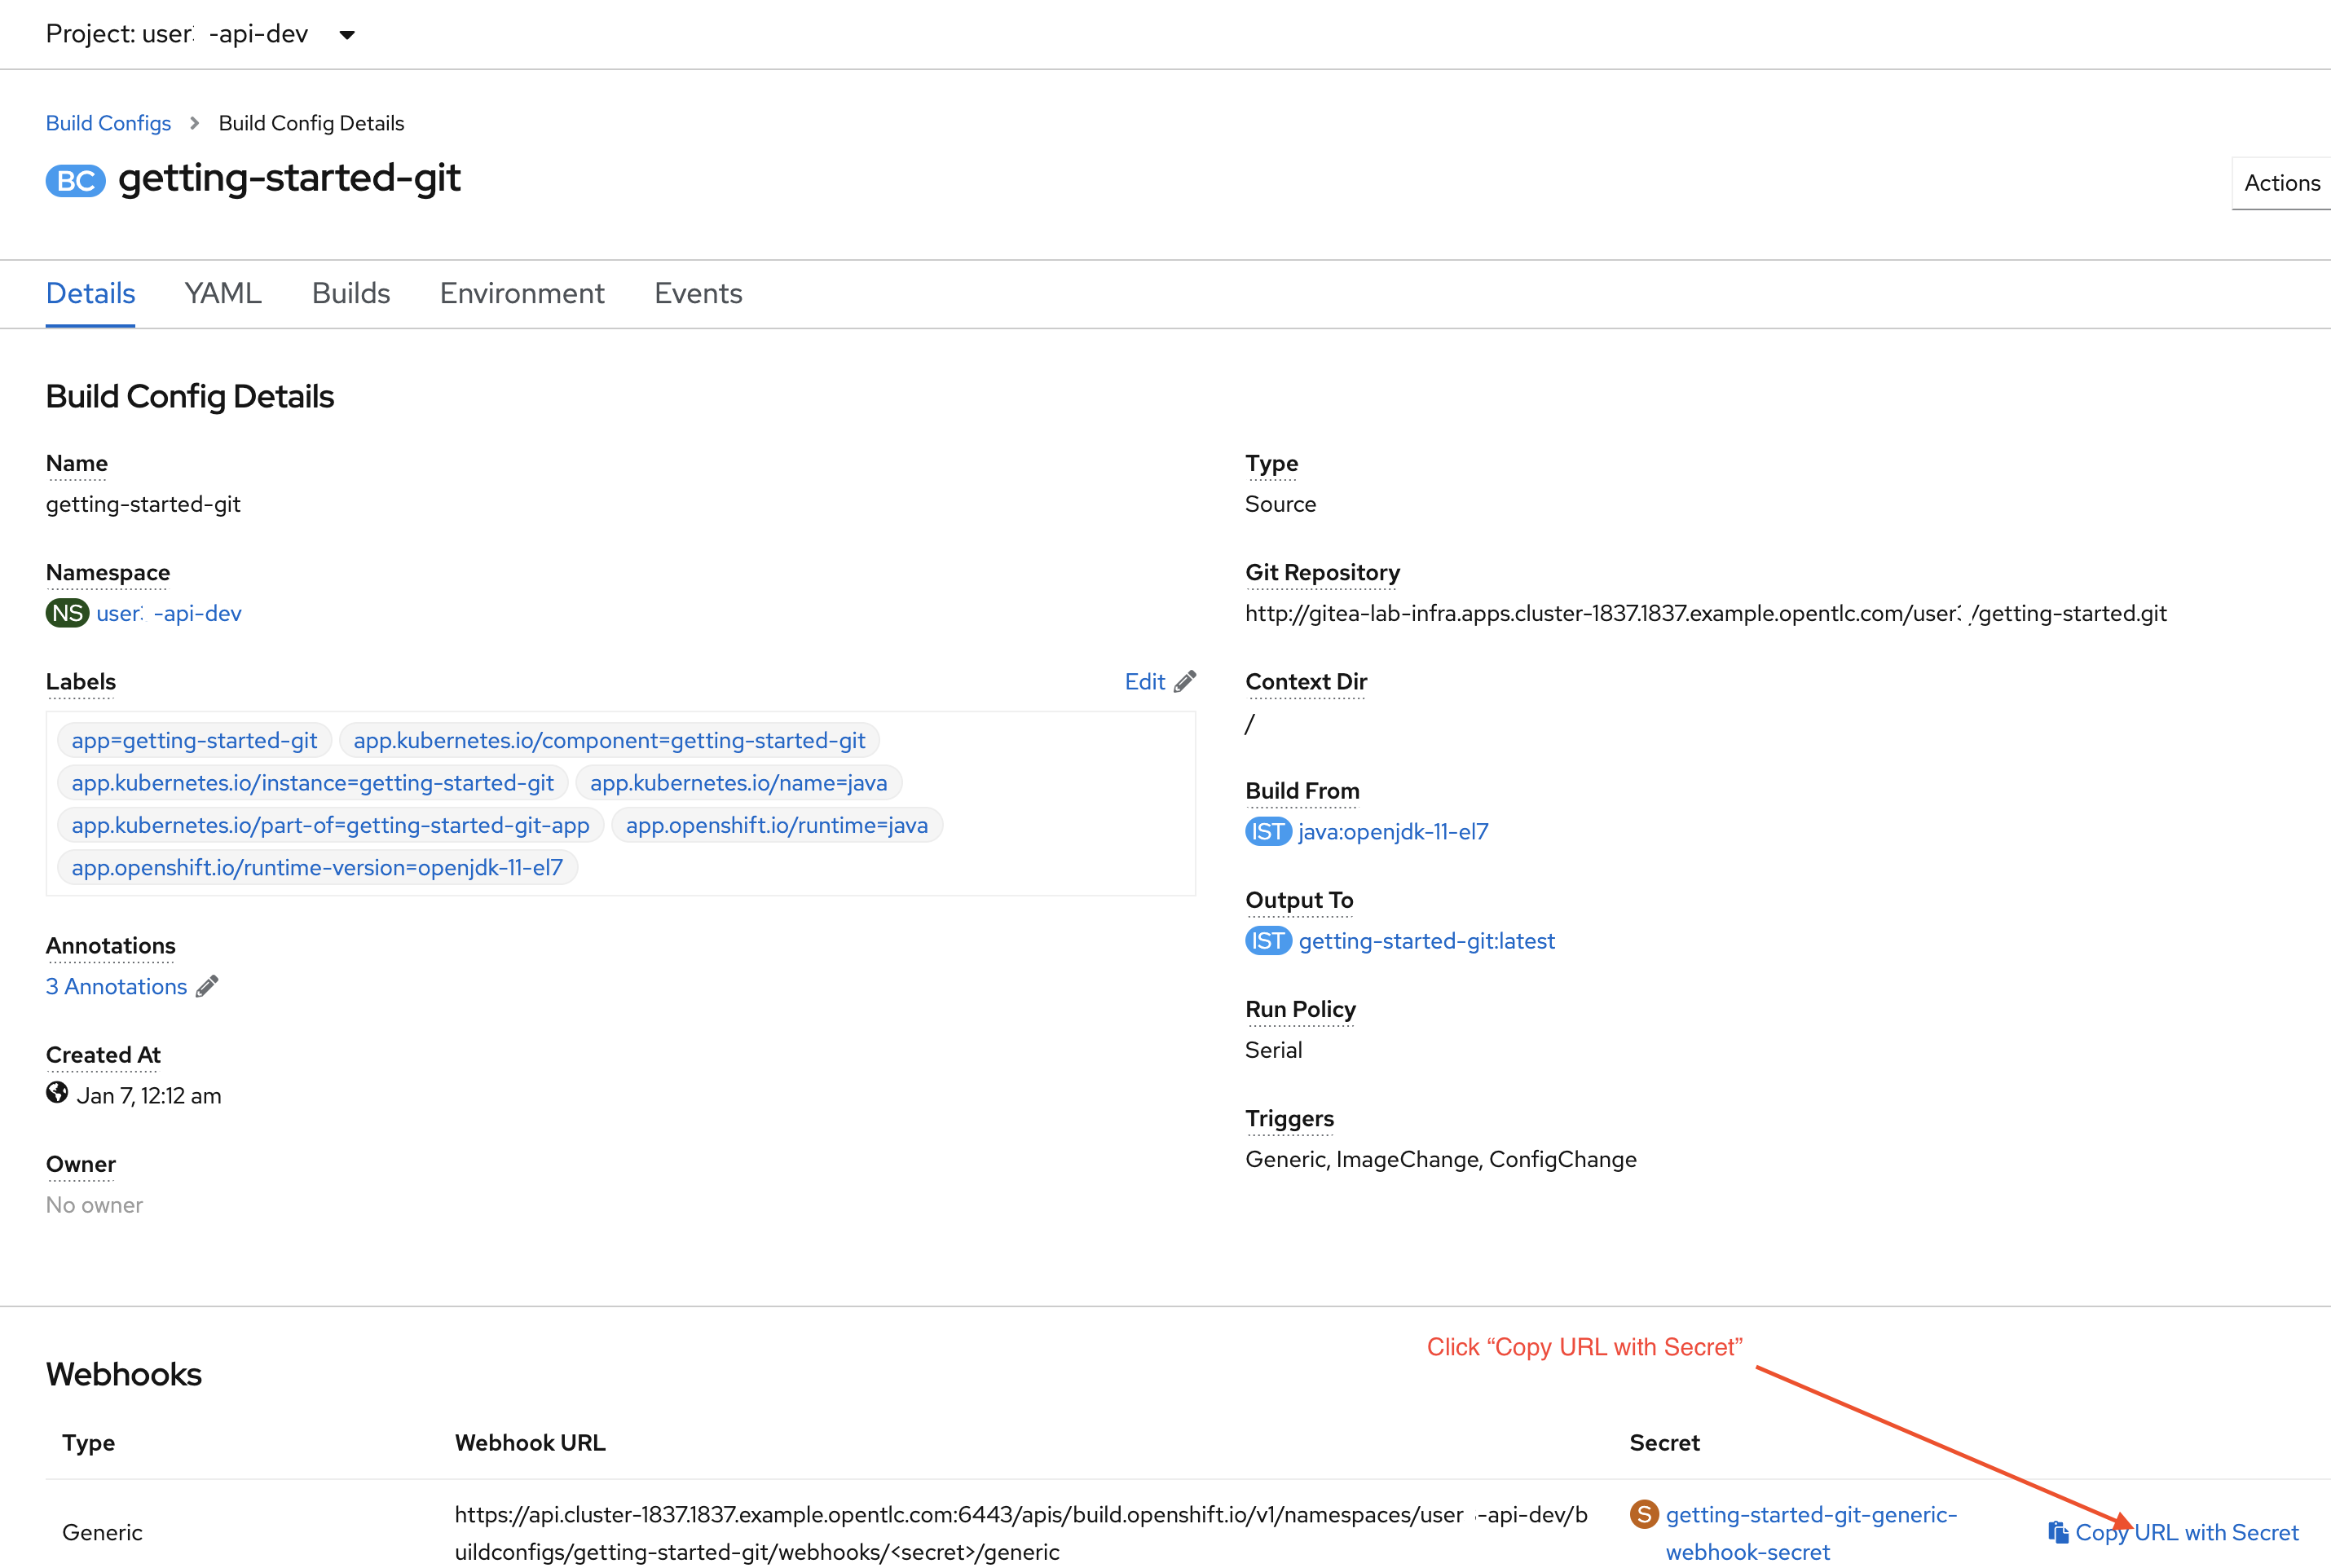 Project: user -api-dev
Build Configs > Build Config Details
BC getting-started-git
Actions
Details YAML Builds Environment Events
Build Config Details
Name
getting-started-git
Namespace
NS user -api-dev
Labels
Edit
app=getting-started-git app.kubernetes.io/component=getting-started-git
app.kubernetes.io/instance=getting-started-git app.kubernetes.io/name=java
app.kubernetes.io/part-of=getting-started-git-app app.openshift.io/runtime=java
app.openshift.io/runtime-version=openjdk-11-el7
Annotations
3 Annotations
Created At
Jan 7, 12:12 am
Owner
No owner
Type
Source
Git Repository
http://gitea-lab-infra.apps.cluster-1837.1837.example.opentlc.com/user /getting-started.git
Context Dir
/
Build From
IST java:openjdk-11-el7
Output To
IST getting-started-git:latest
Run Policy
Serial
Triggers
Generic, ImageChange, ConfigChange
Click “Copy URL with Secret”
Webhooks
Type Webhook URL Secret
Generic
https://api.cluster-1837.1837.example.opentlc.com:6443/apis/build.openshift.io/v1/namespaces/user -api-dev/b
uildconfigs/getting-started-git/webhooks/<secret>/generic
S getting-started-git-generic-
webhook-secret
Copy URL with Secret